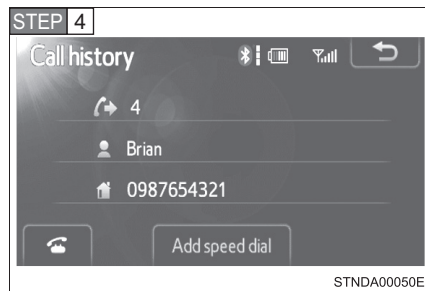 STEP 4
Call history
4
Brian
0987654321
Add speed dial
STNDA00050E